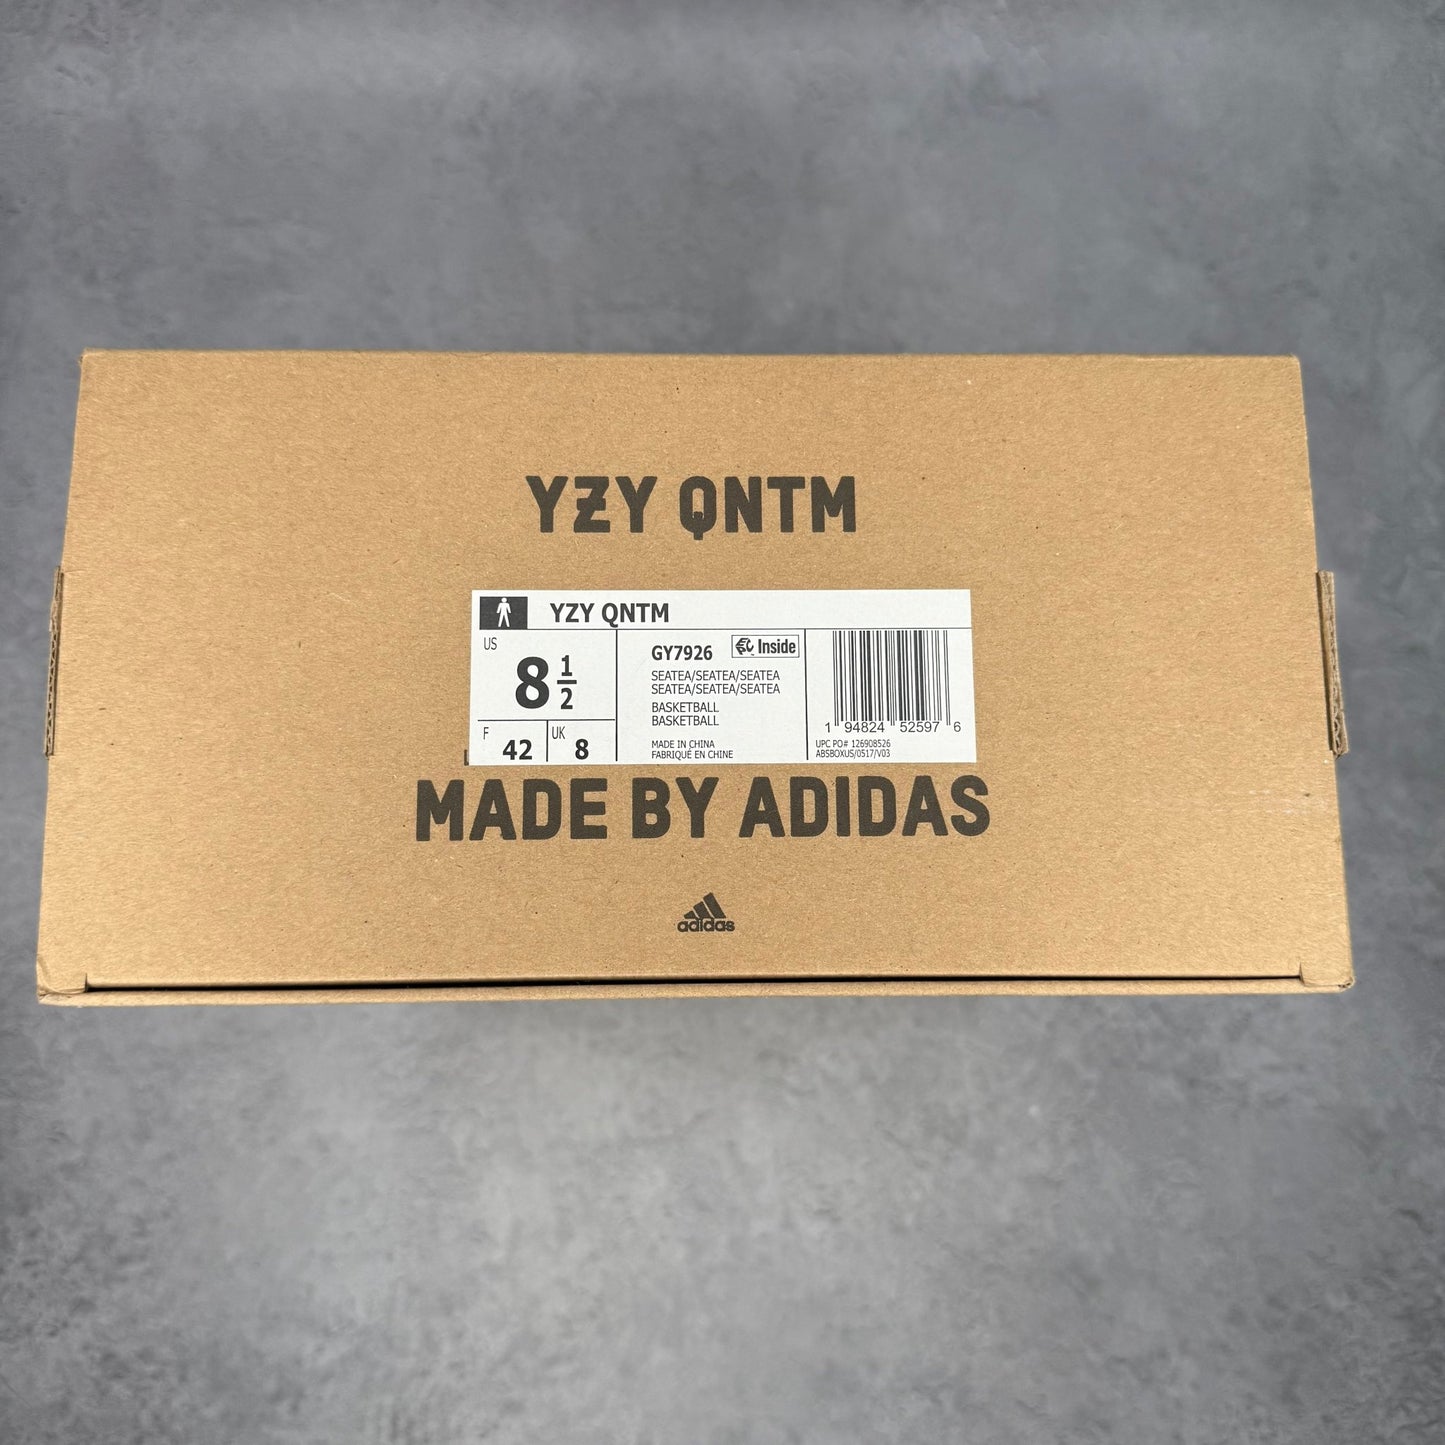 YZY QNTM
YZY QNTM
US
8 1/2
F 42
UK 8
GY7926
Inside
SEATEA/SEATEA/SEATEA
SEATEA/SEATEA/SEATEA
BASKETBALL
BASKETBALL
MADE IN CHINA
FABRIQUÉ EN CHINE
1 94824 52597 6
UPC PO# 126908526
ABSBOXUS/0517/V03
MADE BY ADIDAS
adidas